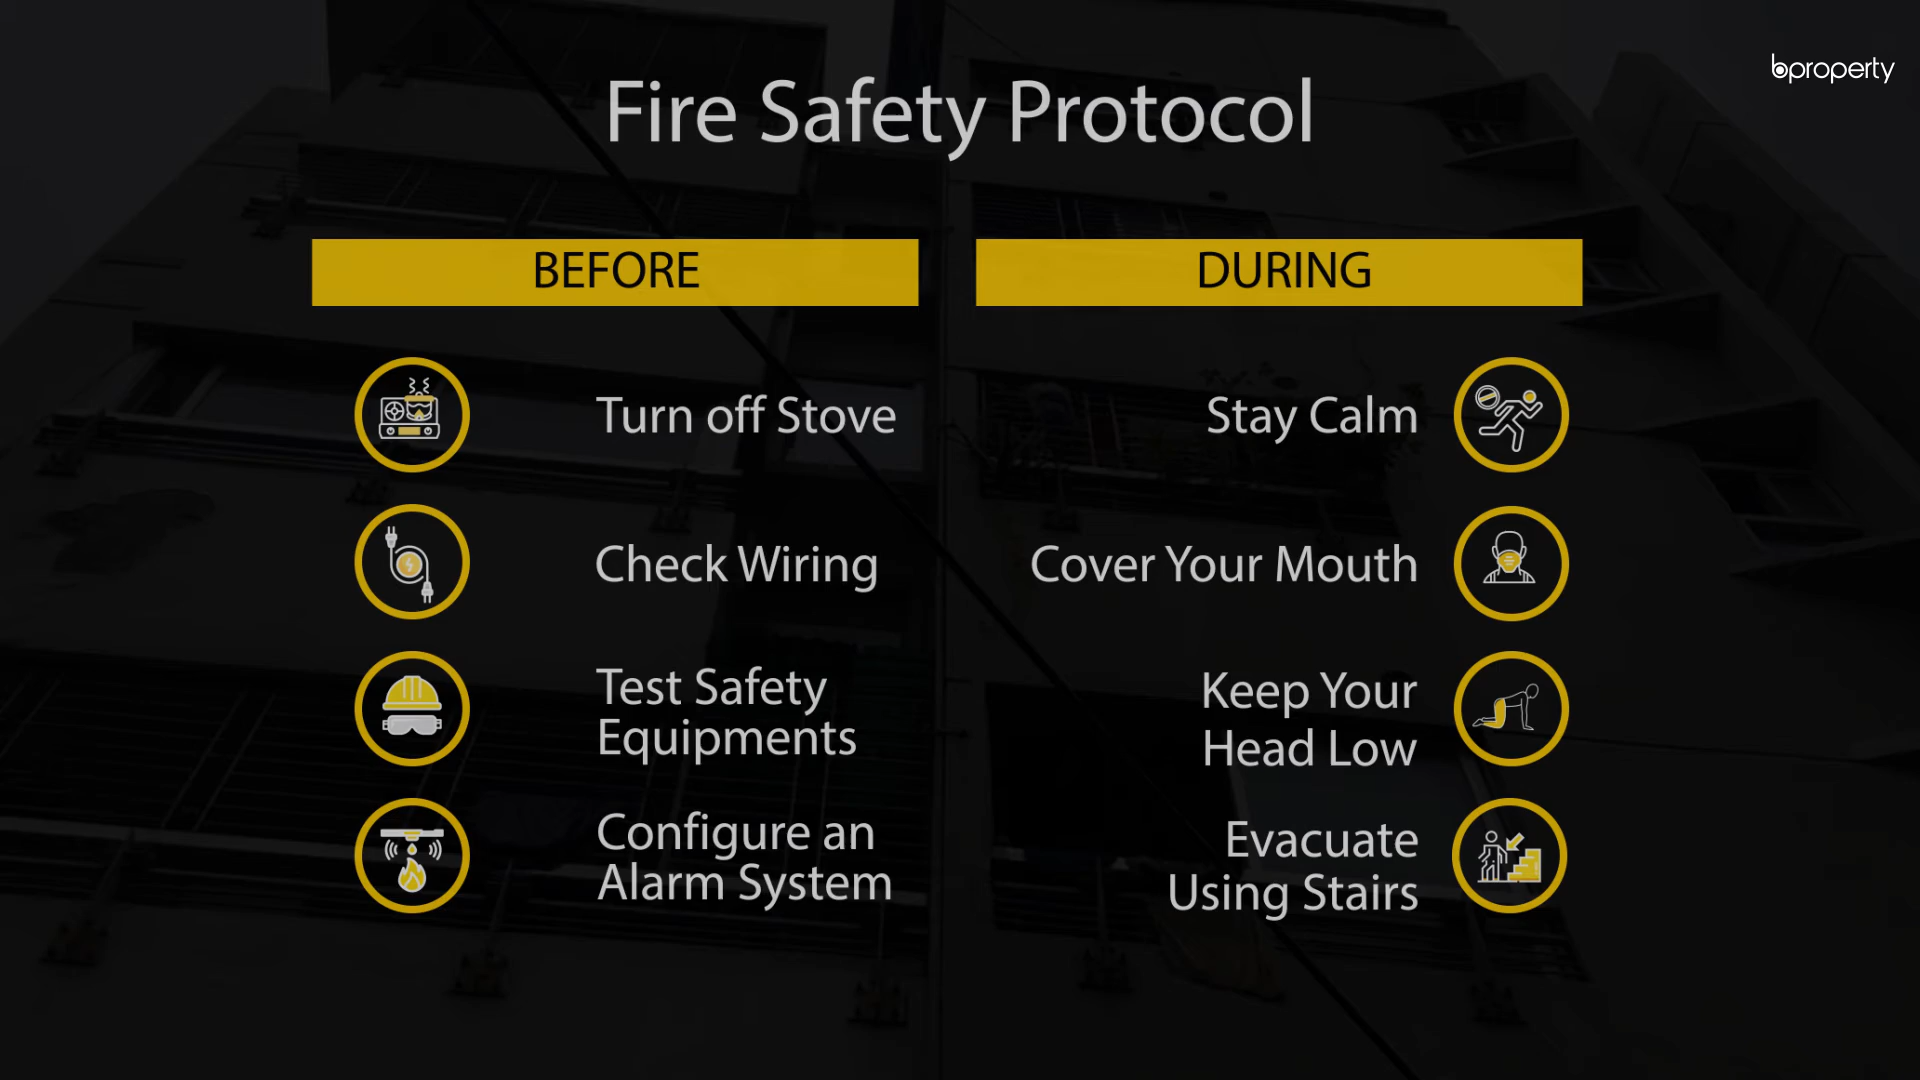 bproperty
Fire Safety Protocol
BEFORE
Turn off Stove
Check Wiring
Test Safety
Equipments
Configure an
Alarm System
DURING
Stay Calm
Cover Your Mouth
Keep Your
Head Low
Evacuate
Using Stairs